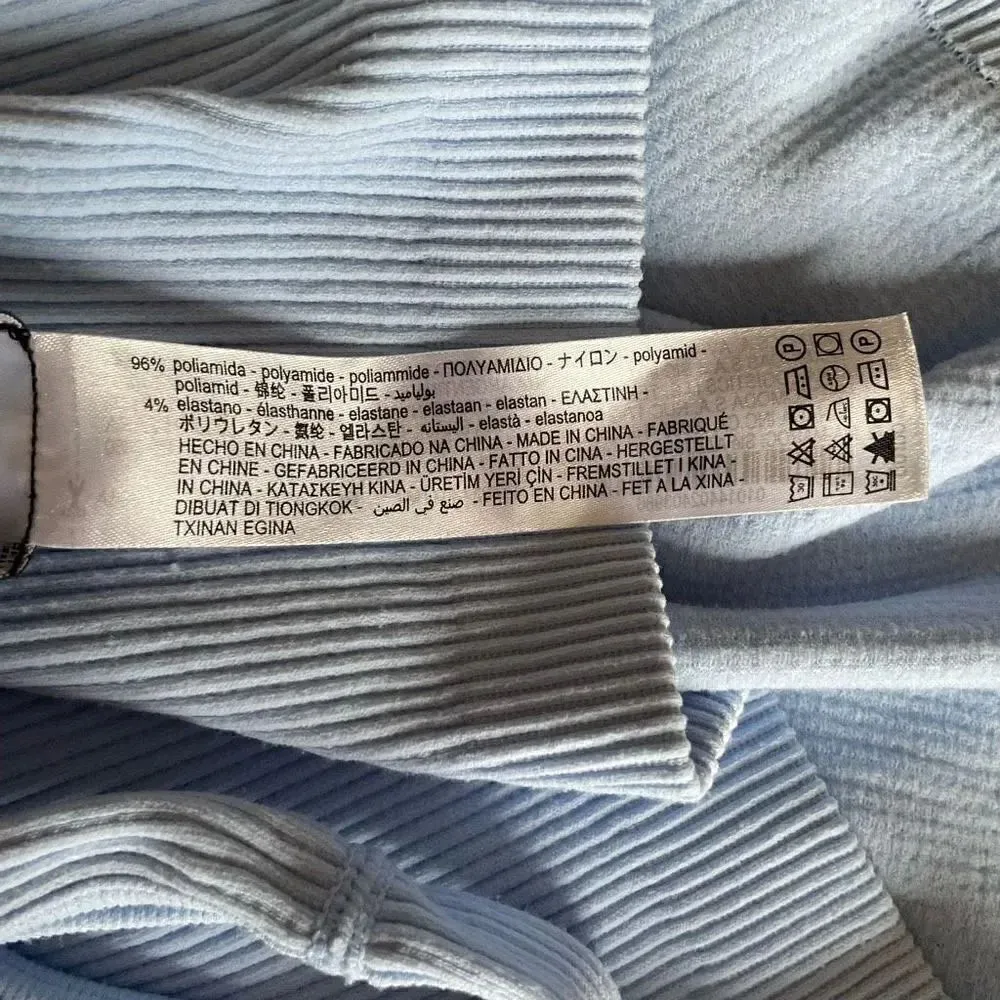 96% poliamida - polyamide - poliammide - ΠΟΛΥΑΜΙΔΙΟ - ナイロン - polyamid -
poliamid - 锦纶 - 폴리아미드 - بولياميد
4% elastano - élasthanne - elastane - elastaan - elastan - ΕΛΑΣΤΙΝΗ -
ポリウレタン - 氨纶 - 엘라스탄 - اليستانه - elastà - elastanoa
HECHO EN CHINA - FABRICADO NA CHINA - MADE IN CHINA - FABRIQUÉ
EN CHINE - GEFABRICEERD IN CHINA - FATTO IN CINA - HERGESTELLT
IN CHINA - ΚΑΤΑΣΚΕΥΗ ΚΙΝΑ - ÜRETİM YERİ ÇİN - FREMSTILLET I KINA -
DIBUAT DI TIONGKOK - صنع في الصين - FEITO EN CHINA - FET A LA XINA -
TXINAN EGINA
P P